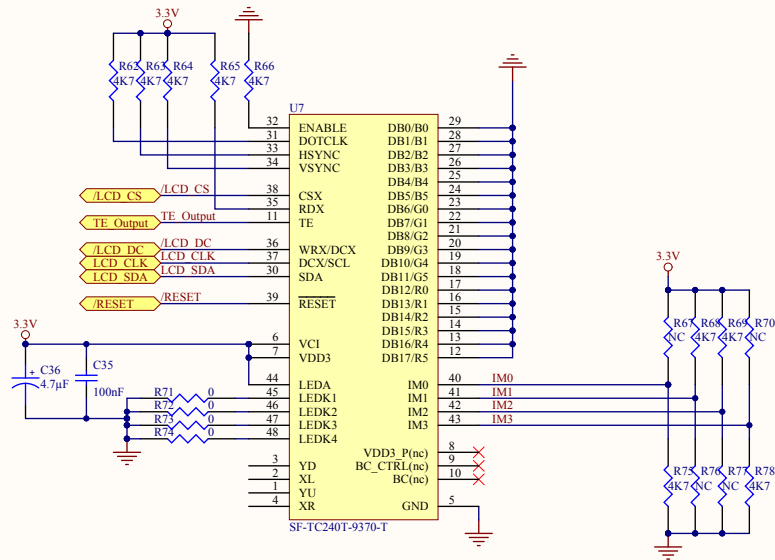 3.3V
R62 R63 R64 R65 R66
4K7 4K7 4K7 4K7 4K7
U7
32 ENABLE DB0/B0 29
31 DOTCLK DB1/B1 28
33 HSYNC DB2/B2 27
34 VSYNC DB3/B3 26
DB4/B4 25
/LCD_CS /LCD_CS 38 CSX DB5/B5 24
35 RDX DB6/G0 23
TE_Output TE_Output 11 TE DB7/G1 22
DB8/G2 21
/LCD_DC /LCD_DC 36 WRX/DCX DB9/G3 20
LCD_CLK LCD_CLK 37 DCX/SCL DB10/G4 19
LCD_SDA LCD_SDA 30 SDA DB11/G5 18
DB12/R0 17
/RESET /RESET 39 RESET DB13/R1 16
DB14/R2 15
DB15/R3 14
6 VCI DB16/R4 13
7 VDD3 DB17/R5 12
3.3V
C36
4.7µF
C35
100nF
44 LEDA IM0 40 IM0
R71 0 45 LEDK1 IM1 41 IM1
R72 0 46 LEDK2 IM2 42 IM2
R73 0 47 LEDK3 IM3 43 IM3
R74 0 48 LEDK4
VDD3_P(nc) 8
3 YD BC_CTRL(nc) 9
2 XL BC(nc) 10
1 YU
4 XR GND 5
SF-TC240T-9370-T
3.3V
R67 R68 R69 R70
NC 4K7 4K7 NC
R75 R76 R77 R78
4K7 NC NC 4K7